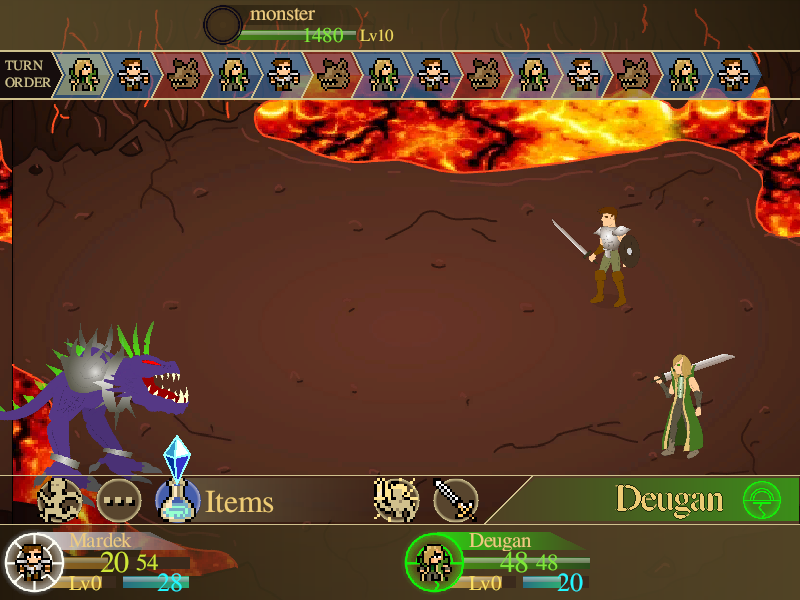 monster
1480 Lv10
TURN
ORDER
Items
Deugan
Mardek
20 54
Lv0 28
Deugan
48 48
Lv0 20